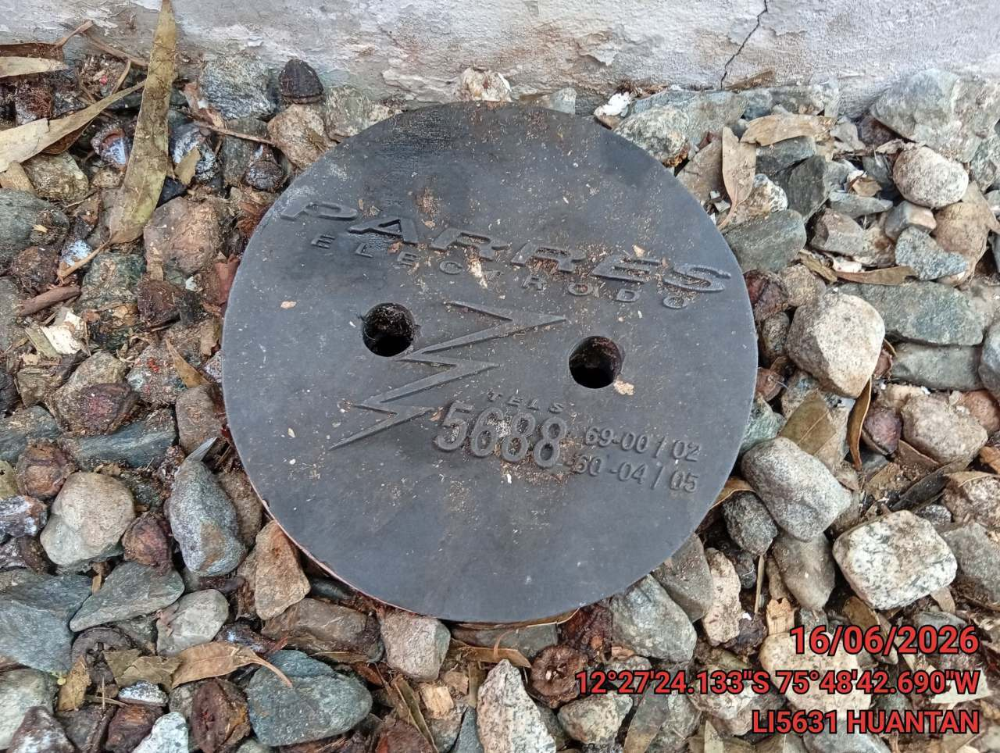 PARRES
ELECTRODO
TELS.
5688 69-00 / 02
60-04 / 05
16/06/2026
12°27'24.133"S 75°48'42.690"W
LI5631 HUANTAN